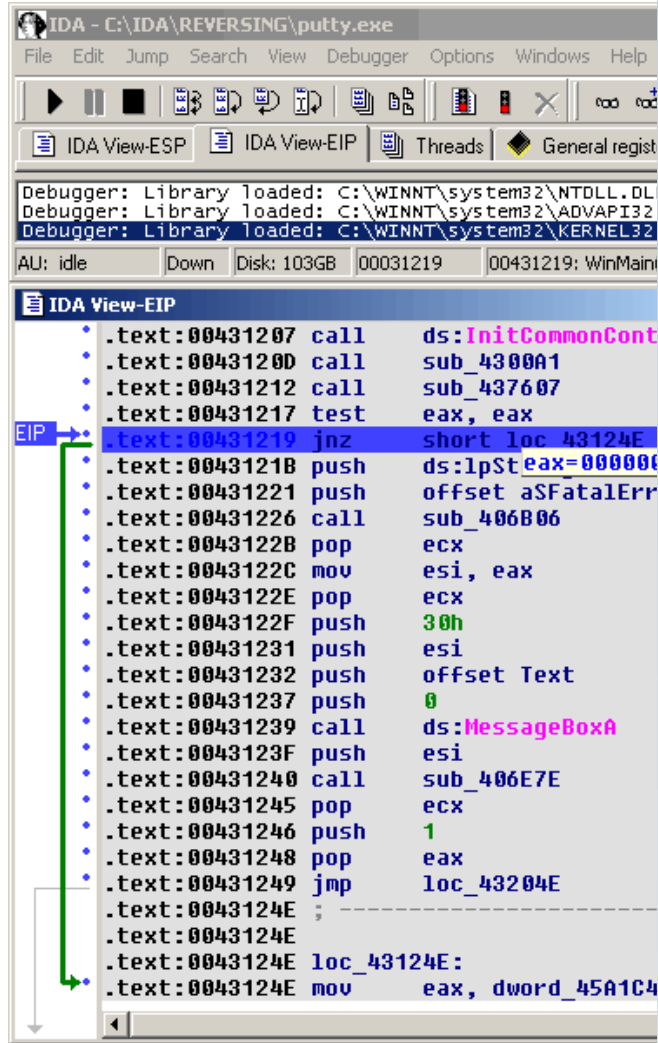 IDA - C:\IDA\REVERSING\putty.exe
File Edit Jump Search View Debugger Options Windows Help
IDA View-ESP IDA View-EIP Threads General regist
Debugger: Library loaded: C:\WINNT\system32\NTDLL.DL
Debugger: Library loaded: C:\WINNT\system32\ADVAPI32
Debugger: Library loaded: C:\WINNT\system32\KERNEL32
AU: idle Down Disk: 103GB 00031219 00431219: WinMain(
IDA View-EIP
.text:00431207 call ds:InitCommonCont
.text:0043120D call sub_4300A1
.text:00431212 call sub_437607
.text:00431217 test eax, eax
EIP .text:00431219 jnz short loc_43124E
.text:0043121B push ds:lpSt eax=000000
.text:00431221 push offset aSFatalErr
.text:00431226 call sub_406B06
.text:0043122B pop ecx
.text:0043122C mov esi, eax
.text:0043122E pop ecx
.text:0043122F push 30h
.text:00431231 push esi
.text:00431232 push offset Text
.text:00431237 push 0
.text:00431239 call ds:MessageBoxA
.text:0043123F push esi
.text:00431240 call sub_406E7E
.text:00431245 pop ecx
.text:00431246 push 1
.text:00431248 pop eax
.text:00431249 jmp loc_43204E
.text:0043124E ; ---------------------------
.text:0043124E
.text:0043124E loc_43124E:
.text:0043124E mov eax, dword_45A1C4